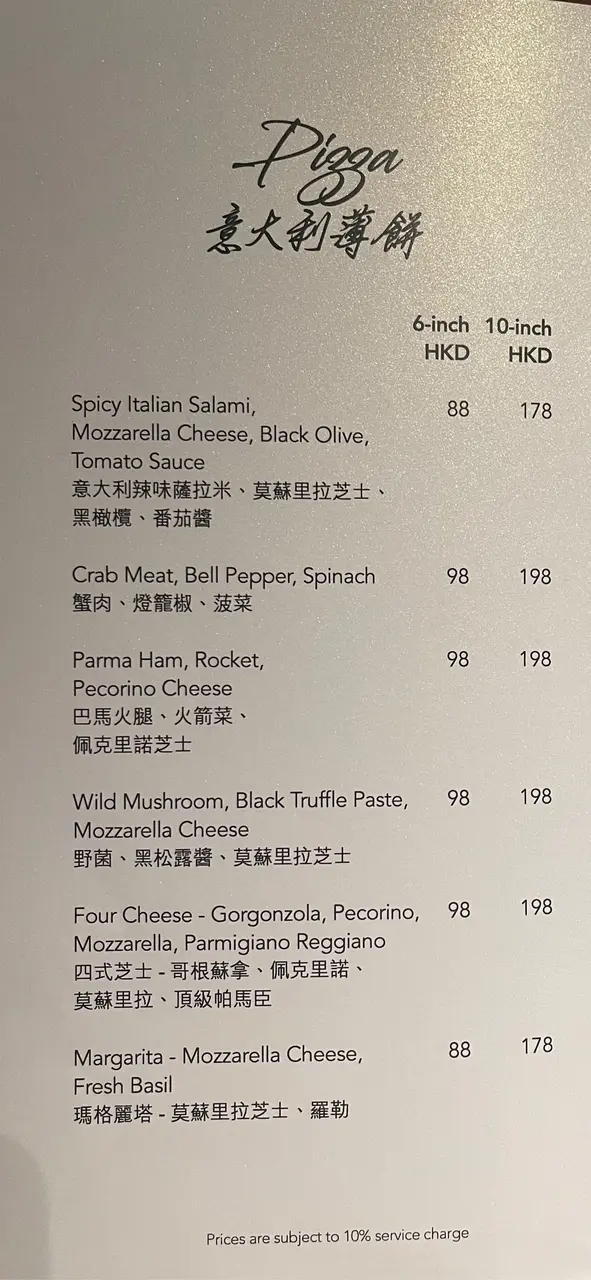 Pizza
意大利薄餅
6-inch 10-inch
HKD HKD
Spicy Italian Salami, 88 178
Mozzarella Cheese, Black Olive,
Tomato Sauce
意大利辣味薩拉米、莫蘇里拉芝士、
黑橄欖、番茄醬
Crab Meat, Bell Pepper, Spinach 98 198
蟹肉、燈籠椒、菠菜
Parma Ham, Rocket, 98 198
Pecorino Cheese
巴馬火腿、火箭菜、
佩克里諾芝士
Wild Mushroom, Black Truffle Paste, 98 198
Mozzarella Cheese
野菌、黑松露醬、莫蘇里拉芝士
Four Cheese - Gorgonzola, Pecorino, 98 198
Mozzarella, Parmigiano Reggiano
四式芝士 - 哥根蘇拿、佩克里諾、
莫蘇里拉、頂級帕馬臣
Margarita - Mozzarella Cheese, 88 178
Fresh Basil
瑪格麗塔 - 莫蘇里拉芝士、羅勒
Prices are subject to 10% service charge